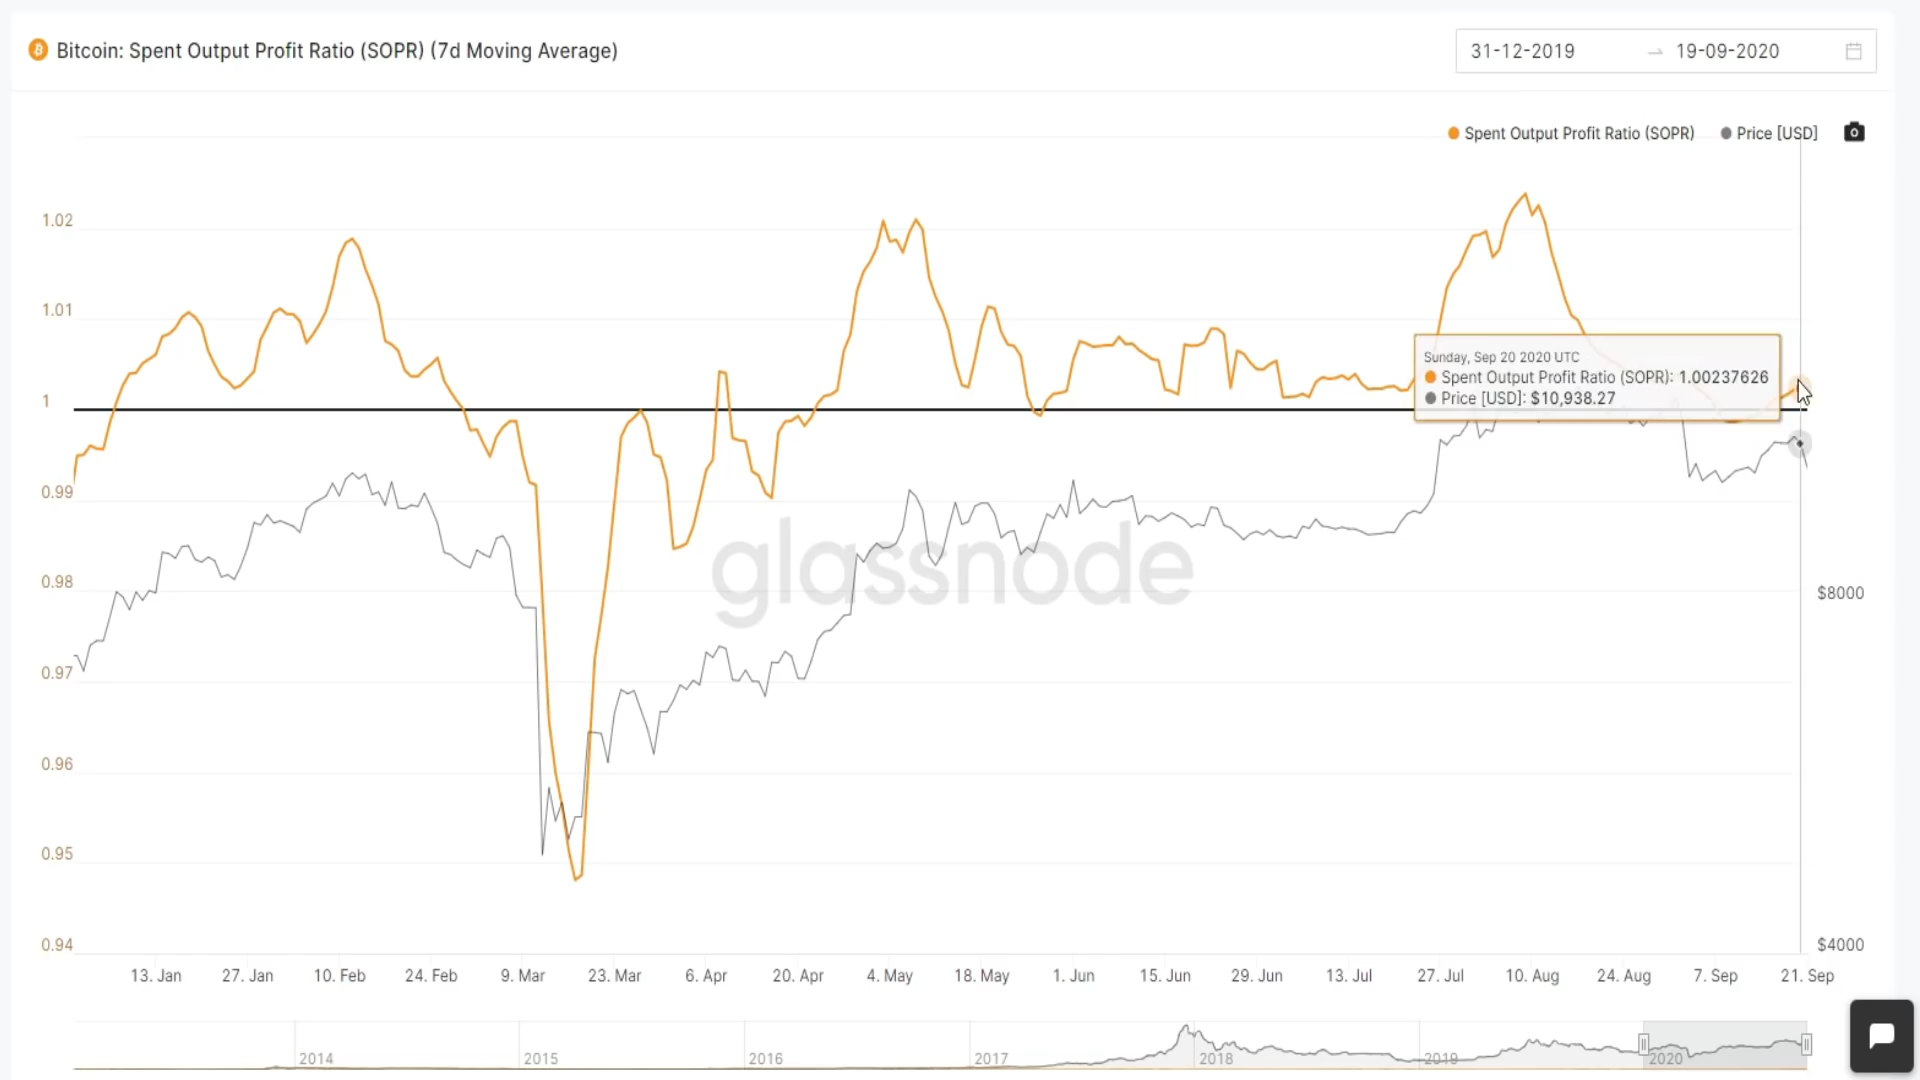 Bitcoin: Spent Output Profit Ratio (SOPR) (7d Moving Average)
31-12-2019 → 19-09-2020
Spent Output Profit Ratio (SOPR) Price [USD]
1.02
1.01
1
0.99
0.98
0.97
0.96
0.95
0.94
Sunday, Sep 20 2020 UTC
Spent Output Profit Ratio (SOPR): 1.00237626
Price [USD]: $10,938.27
glassnode
$8000
$4000
13. Jan 27. Jan 10. Feb 24. Feb 9. Mar 23. Mar 6. Apr 20. Apr 4. May 18. May 1. Jun 15. Jun 29. Jun 13. Jul 27. Jul 10. Aug 24. Aug 7. Sep 21. Sep
2014 2015 2016 2017 2018 2019 2020